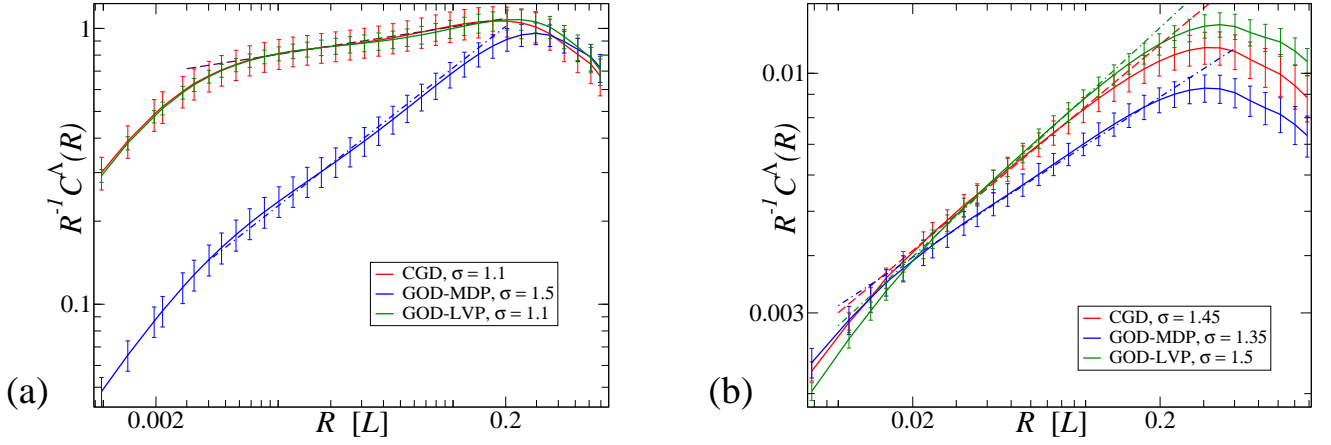 1
0.1
R⁻¹ C^Λ(R)
CGD, σ = 1.1
GOD-MDP, σ = 1.5
GOD-LVP, σ = 1.1
0.002
0.2
R [L]
(a)
0.01
0.003
R⁻¹ C^Λ(R)
CGD, σ = 1.45
GOD-MDP, σ = 1.35
GOD-LVP, σ = 1.5
0.02
0.2
R [L]
(b)